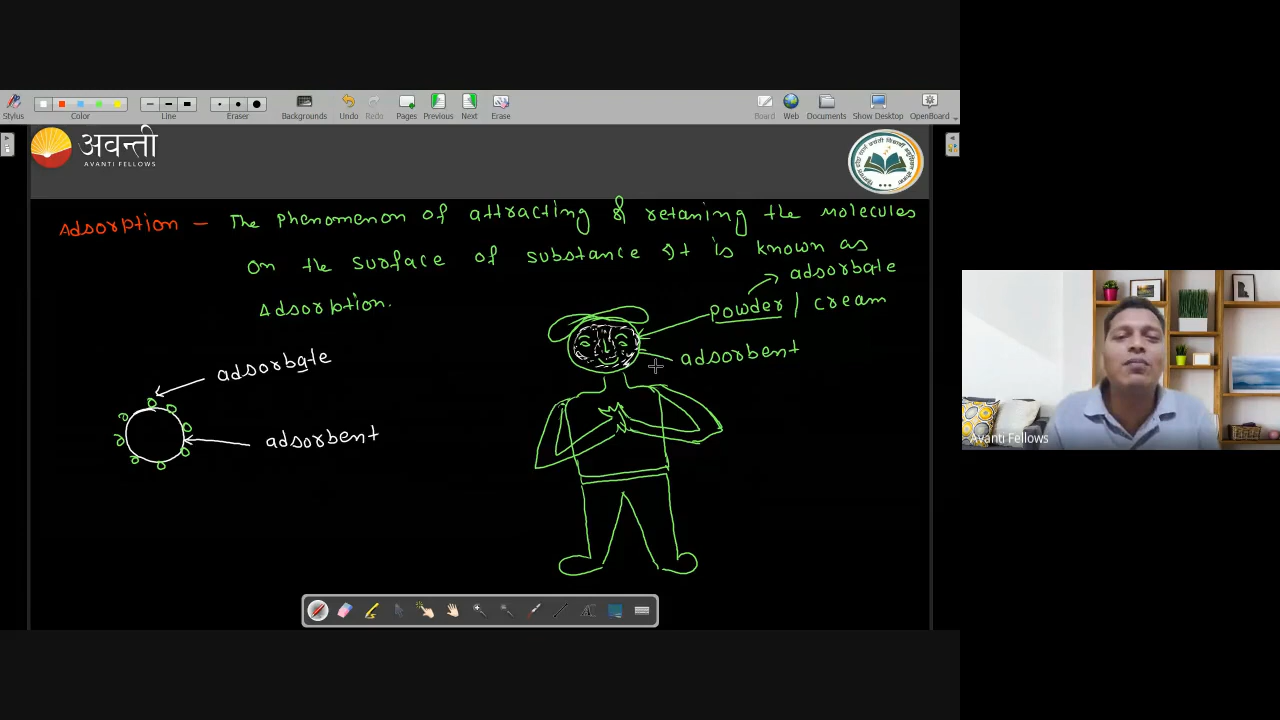 Stylus
Color
Line
Eraser
Backgrounds
Undo
Redo
Pages
Previous
Next
Erase
Board
Web
Documents
Show Desktop
OpenBoard
अवन्ती
AVANTI FELLOWS
Adsorption - The Phenomenon of attracting & retaning the molecules
on the surface of substance It is known as
Adsorption.
adsorbate
powder / cream
adsorbent
adsorbate
adsorbent
Avanti Fellows